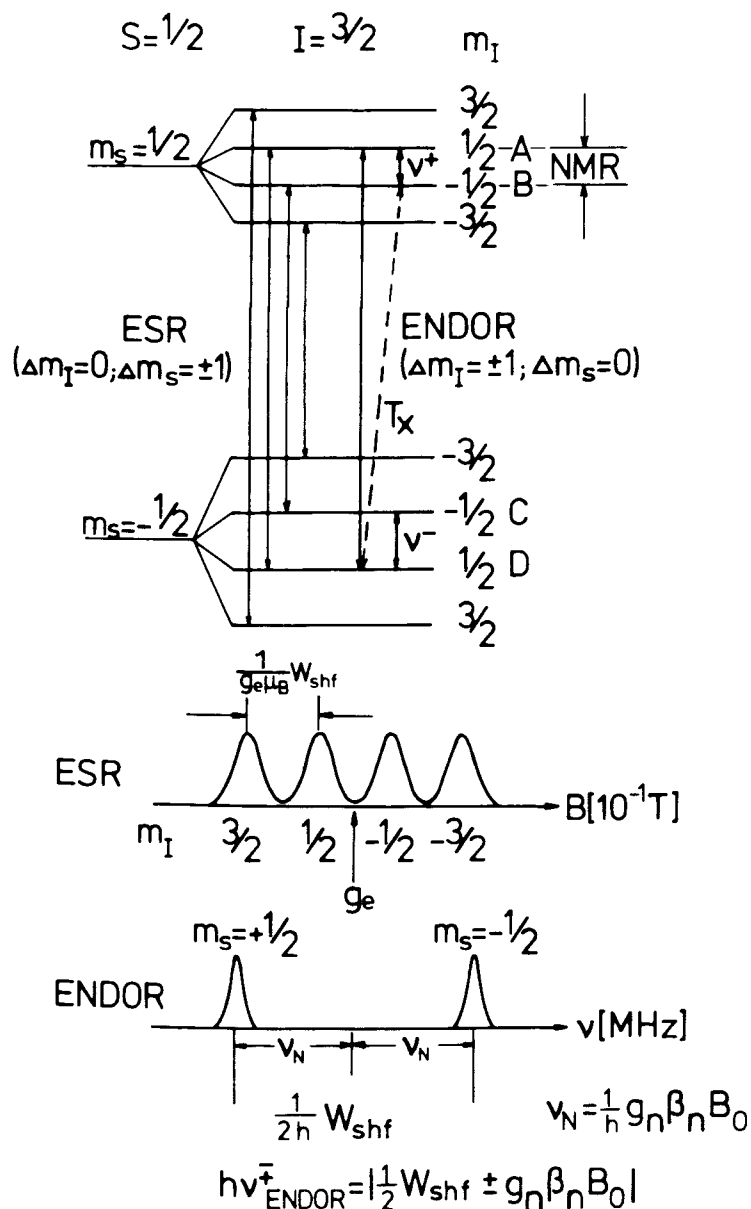 S=1/2 I=3/2 m_I
3/2
m_s=1/2 1/2 A NMR
ν⁺
-1/2 B
-3/2
ESR ENDOR
(Δm_I=0; Δm_s=±1) (Δm_I=±1; Δm_s=0)
T_x
-3/2
m_s=-1/2 -1/2 C
ν⁻
1/2 D
3/2
1/(g_e μ_B) W_shf
ESR
B[10⁻¹T]
m_I 3/2 1/2 -1/2 -3/2
g_e
m_s=+1/2 m_s=-1/2
ENDOR
ν[MHz]
ν_N ν_N
1/(2h) W_shf ν_N=1/h g_n β_n B_0
hν^∓_ENDOR=|1/2 W_shf ± g_n β_n B_0|